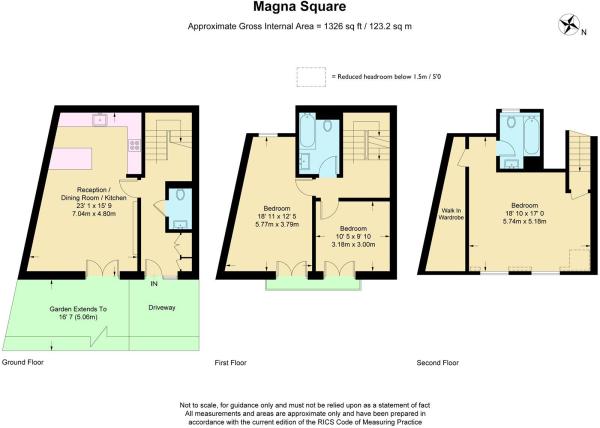 Magna Square
Approximate Gross Internal Area = 1326 sq ft / 123.2 sq m
N
= Reduced headroom below 1.5m / 5'0
Reception /
Dining Room / Kitchen
23' 1 x 15' 9
7.04m x 4.80m
IN
Garden Extends To
16' 7 (5.06m)
Driveway
Ground Floor
Bedroom
18' 11 x 12' 5
5.77m x 3.79m
Bedroom
10' 5 x 9' 10
3.18m x 3.00m
First Floor
Walk In
Wardrobe
Bedroom
18' 10 x 17' 0
5.74m x 5.18m
Second Floor
Not to scale, for guidance only and must not be relied upon as a statement of fact
All measurements and areas are approximate only and have been prepared in
accordance with the current edition of the RICS Code of Measuring Practice